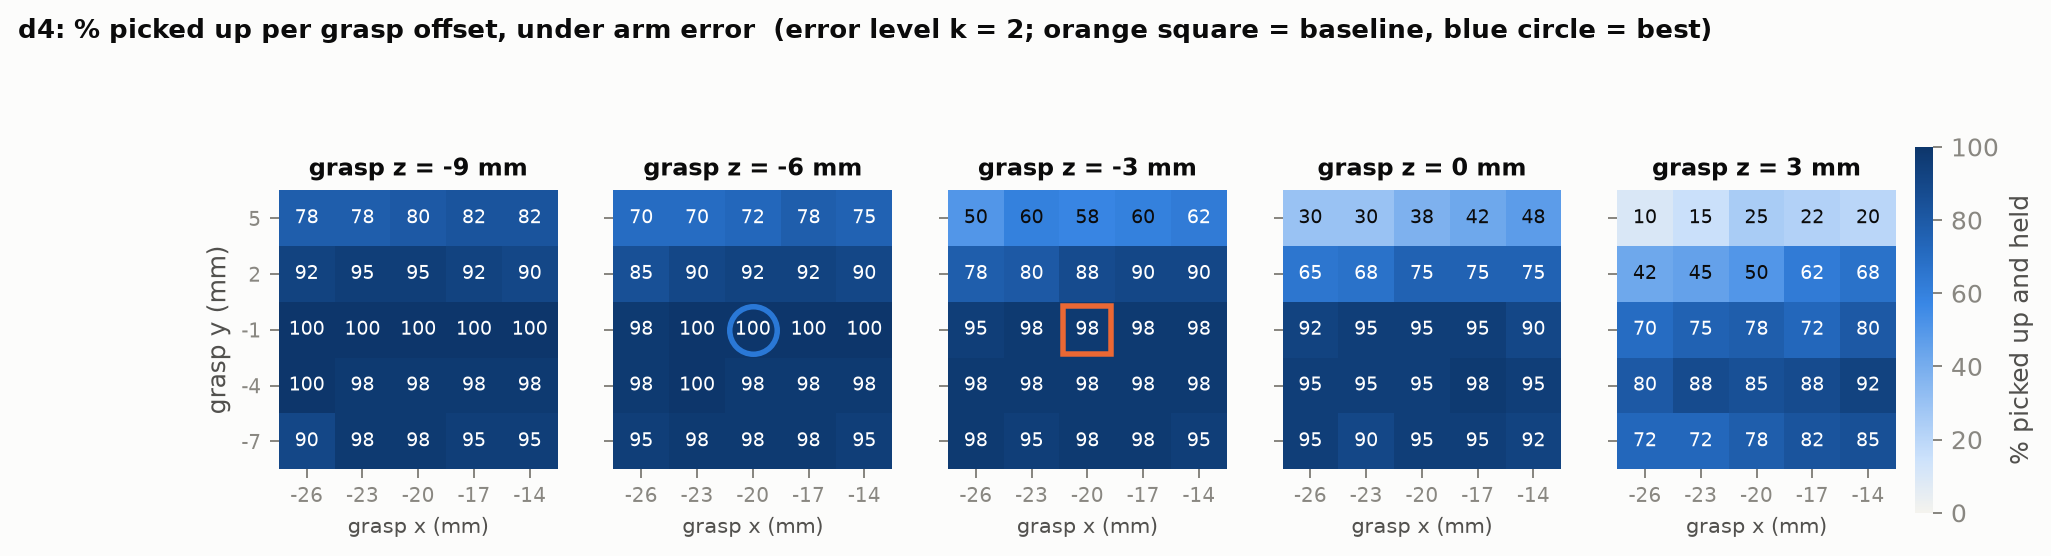 d4: % picked up per grasp offset, under arm error (error level k = 2; orange square = baseline, blue circle = best)
grasp z = -9 mm grasp z = -6 mm grasp z = -3 mm grasp z = 0 mm grasp z = 3 mm
grasp y (mm)
5 78 78 80 82 82 70 70 72 78 75 50 60 58 60 62 30 30 38 42 48 10 15 25 22 20
2 92 95 95 92 90 85 90 92 92 90 78 80 88 90 90 65 68 75 75 75 42 45 50 62 68
-1 100 100 100 100 100 98 100 100 100 100 95 98 98 98 98 92 95 95 95 90 70 75 78 72 80
-4 100 98 98 98 98 98 100 98 98 98 98 98 98 98 98 95 95 95 98 95 80 88 85 88 92
-7 90 98 98 95 95 95 98 98 98 95 98 95 98 98 95 95 90 95 95 92 72 72 78 82 85
-26 -23 -20 -17 -14 -26 -23 -20 -17 -14 -26 -23 -20 -17 -14 -26 -23 -20 -17 -14 -26 -23 -20 -17 -14
grasp x (mm) grasp x (mm) grasp x (mm) grasp x (mm) grasp x (mm)
100
80
60
40
20
0
% picked up and held